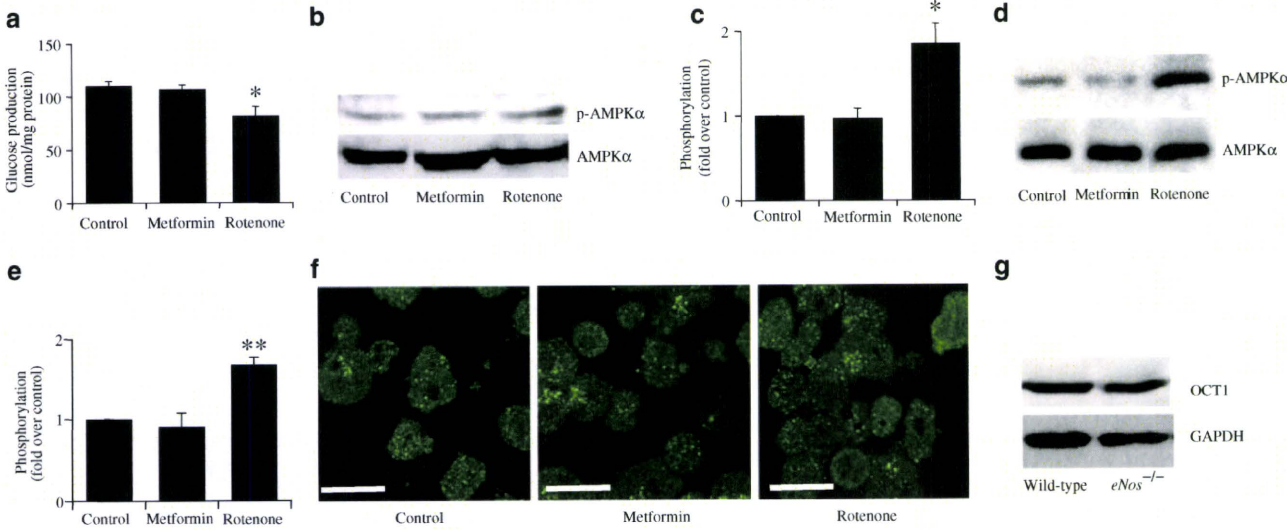 a
150
100
50
0
Glucose production
(nmol/mg protein)
*
Control Metformin Rotenone
b
p-AMPKα
AMPKα
Control Metformin Rotenone
c
2
1
0
Phosphorylation
(fold over control)
*
Control Metformin Rotenone
d
p-AMPKα
AMPKα
Control Metformin Rotenone
e
2
1
0
Phosphorylation
(fold over control)
**
Control Metformin Rotenone
f
Control Metformin Rotenone
g
OCT1
GAPDH
Wild-type eNos−/−